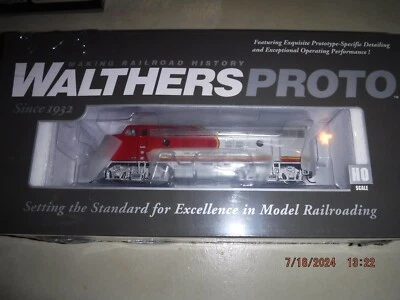 Featuring Exquisite Prototype-Specific Detailing
and Exceptional Operating Performance!
MAKING RAILROAD HISTORY
WALTHERSPROTO™
Since 1932
HO
SCALE
Setting the Standard for Excellence in Model Railroading
7/18/2024 13:22